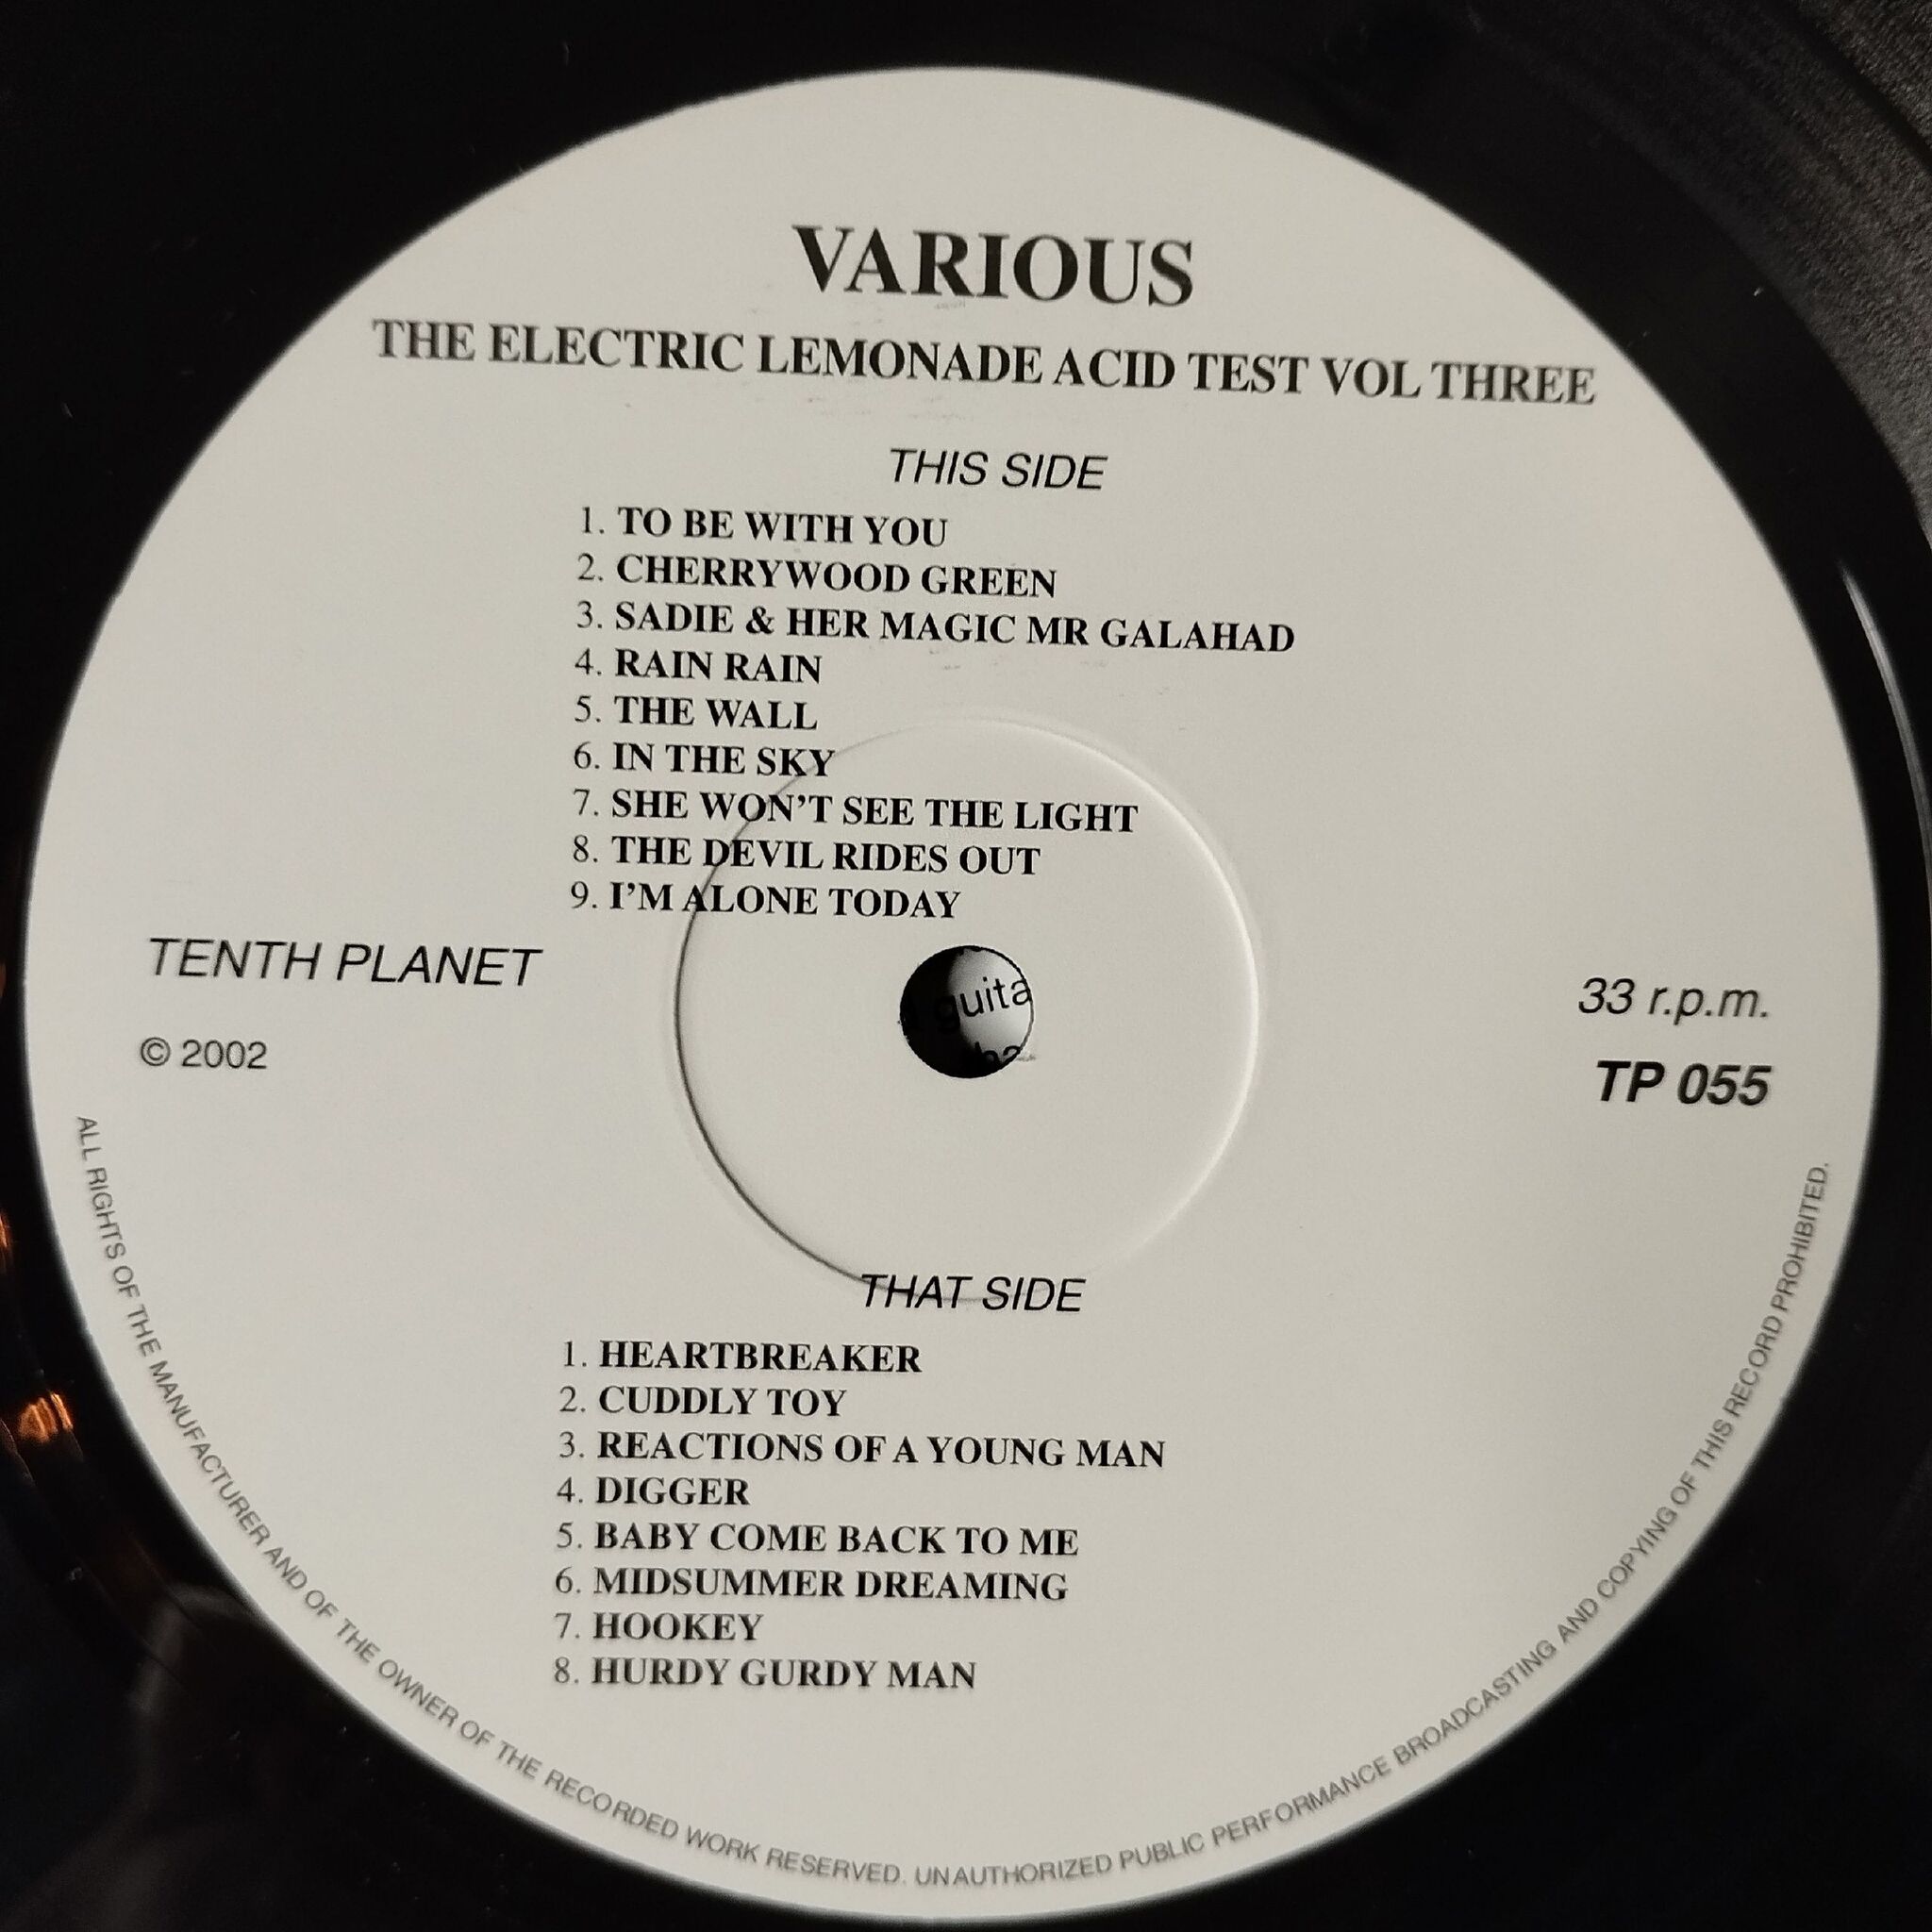 VARIOUS
THE ELECTRIC LEMONADE ACID TEST VOL THREE
THIS SIDE
1. TO BE WITH YOU
2. CHERRYWOOD GREEN
3. SADIE & HER MAGIC MR GALAHAD
4. RAIN RAIN
5. THE WALL
6. IN THE SKY
7. SHE WON'T SEE THE LIGHT
8. THE DEVIL RIDES OUT
9. I'M ALONE TODAY
TENTH PLANET
© 2002
33 r.p.m.
TP 055
guita
THAT SIDE
1. HEARTBREAKER
2. CUDDLY TOY
3. REACTIONS OF A YOUNG MAN
4. DIGGER
5. BABY COME BACK TO ME
6. MIDSUMMER DREAMING
7. HOOKEY
8. HURDY GURDY MAN
ALL RIGHTS OF THE MANUFACTURER AND OF THE OWNER OF THE RECORDED WORK RESERVED. UNAUTHORIZED PUBLIC PERFORMANCE BROADCASTING AND COPYING OF THIS RECORD PROHIBITED.